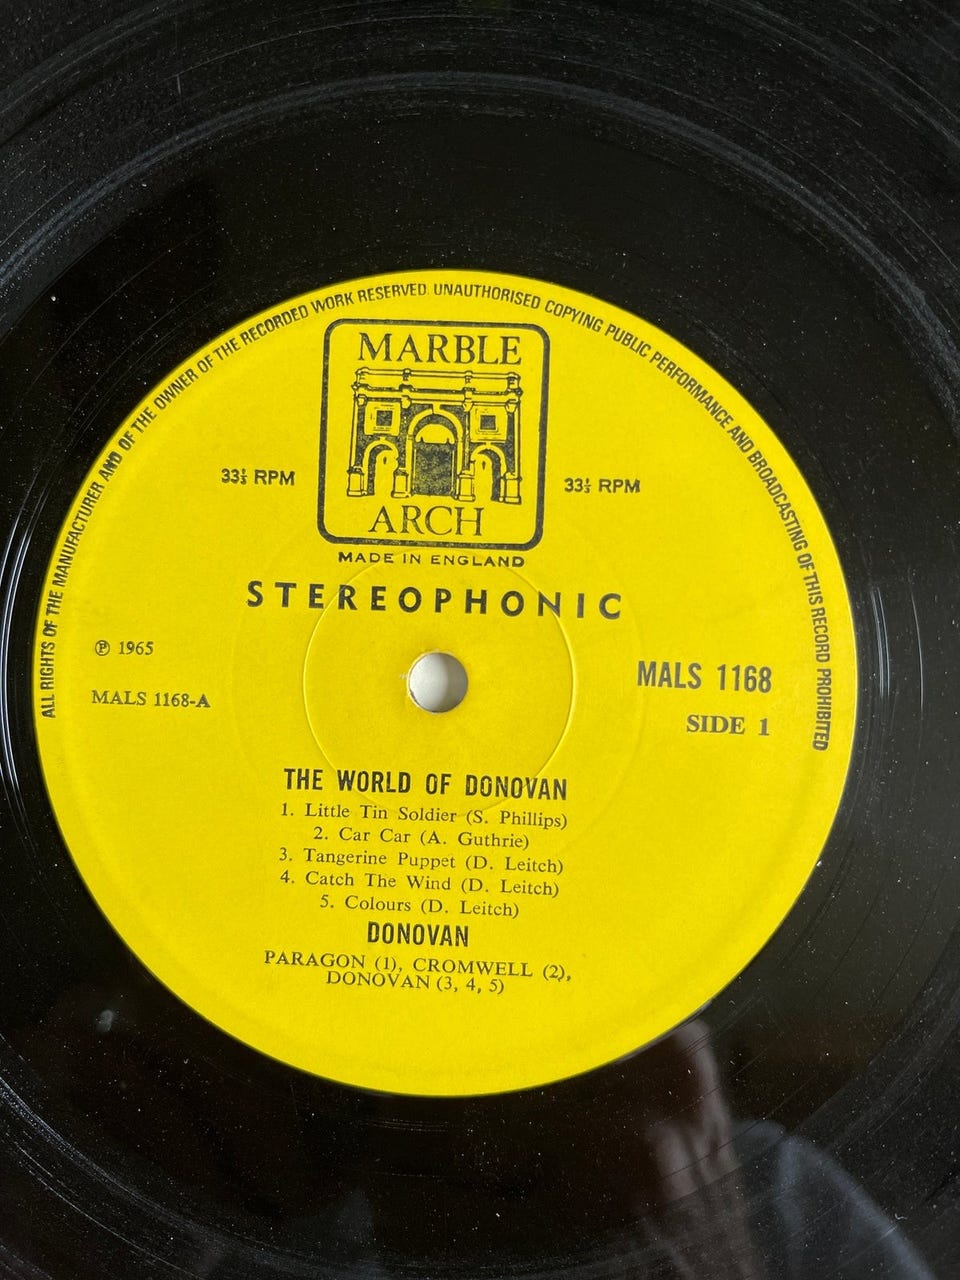 ALL RIGHTS OF THE MANUFACTURER AND OF THE OWNER OF THE RECORDED WORK RESERVED. UNAUTHORISED COPYING PUBLIC PERFORMANCE AND BROADCASTING OF THIS RECORD PROHIBITED
MARBLE
ARCH
33⅓ RPM
33⅓ RPM
MADE IN ENGLAND
STEREOPHONIC
℗ 1965
MALS 1168-A
MALS 1168
SIDE 1
THE WORLD OF DONOVAN
1. Little Tin Soldier (S. Phillips)
2. Car Car (A. Guthrie)
3. Tangerine Puppet (D. Leitch)
4. Catch The Wind (D. Leitch)
5. Colours (D. Leitch)
DONOVAN
PARAGON (1), CROMWELL (2),
DONOVAN (3, 4, 5)